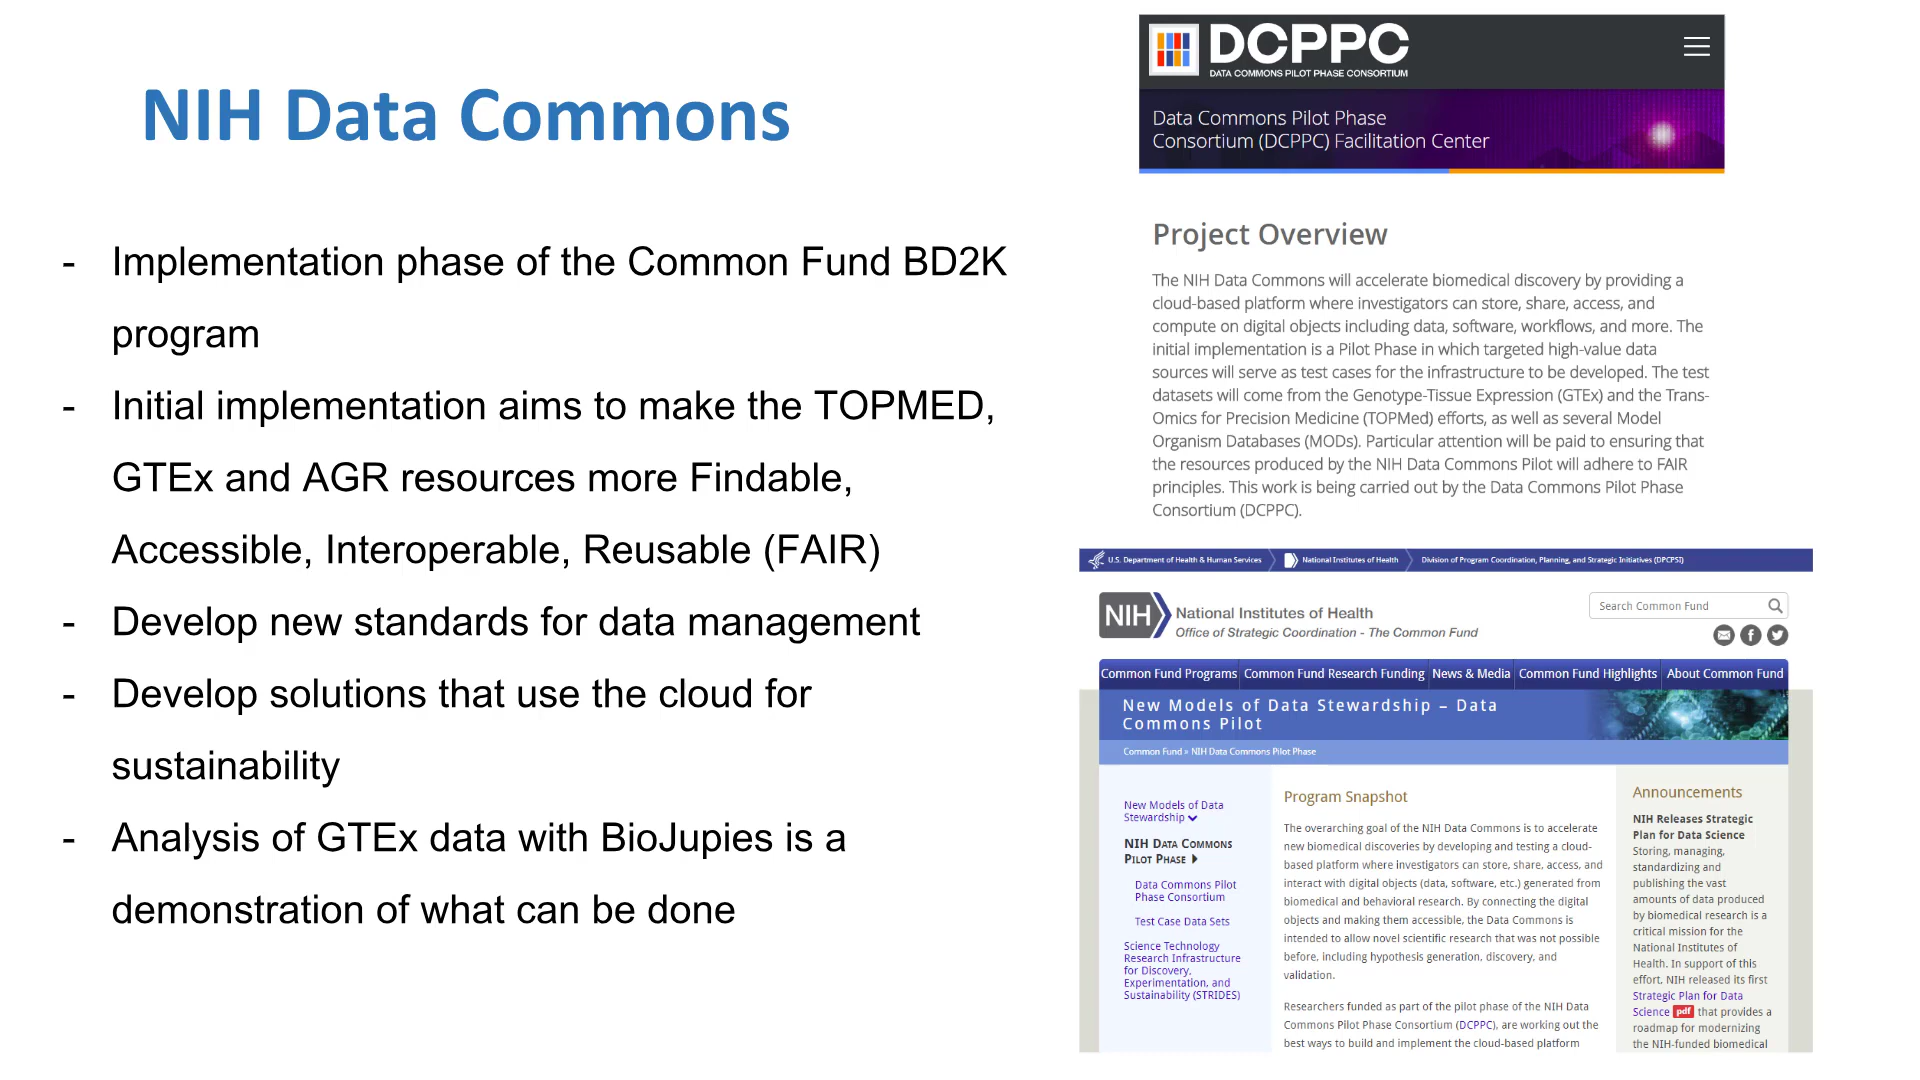 NIH Data Commons
- Implementation phase of the Common Fund BD2K
program
- Initial implementation aims to make the TOPMED,
GTEx and AGR resources more Findable,
Accessible, Interoperable, Reusable (FAIR)
- Develop new standards for data management
- Develop solutions that use the cloud for
sustainability
- Analysis of GTEx data with BioJupies is a
demonstration of what can be done
DCPPC
DATA COMMONS PILOT PHASE CONSORTIUM
Data Commons Pilot Phase
Consortium (DCPPC) Facilitation Center
Project Overview
The NIH Data Commons will accelerate biomedical discovery by providing a
cloud-based platform where investigators can store, share, access, and
compute on digital objects including data, software, workflows, and more. The
initial implementation is a Pilot Phase in which targeted high-value data
sources will serve as test cases for the infrastructure to be developed. The test
datasets will come from the Genotype-Tissue Expression (GTEx) and the Trans-
Omics for Precision Medicine (TOPMed) efforts, as well as several Model
Organism Databases (MODs). Particular attention will be paid to ensuring that
the resources produced by the NIH Data Commons Pilot will adhere to FAIR
principles. This work is being carried out by the Data Commons Pilot Phase
Consortium (DCPPC).
U.S. Department of Health & Human Services National Institutes of Health Division of Program Coordination, Planning, and Strategic Initiatives (DPCPSI)
NIH National Institutes of Health
Office of Strategic Coordination - The Common Fund
Search Common Fund
Common Fund Programs Common Fund Research Funding News & Media Common Fund Highlights About Common Fund
New Models of Data Stewardship – Data
Commons Pilot
Common Fund » NIH Data Commons Pilot Phase
New Models of Data
Stewardship
NIH DATA COMMONS
PILOT PHASE
Data Commons Pilot
Phase Consortium
Test Case Data Sets
Science Technology
Research Infrastructure
for Discovery,
Experimentation, and
Sustainability (STRIDES)
Program Snapshot
The overarching goal of the NIH Data Commons is to accelerate
new biomedical discoveries by developing and testing a cloud-
based platform where investigators can store, share, access, and
interact with digital objects (data, software, etc.) generated from
biomedical and behavioral research. By connecting the digital
objects and making them accessible, the Data Commons is
intended to allow novel scientific research that was not possible
before, including hypothesis generation, discovery, and
validation.
Researchers funded as part of the pilot phase of the NIH Data
Commons Pilot Phase Consortium (DCPPC), are working out the
best ways to build and implement the cloud-based platform
Announcements
NIH Releases Strategic
Plan for Data Science
Storing, managing,
standardizing and
publishing the vast
amounts of data produced
by biomedical research is a
critical mission for the
National Institutes of
Health. In support of this
effort, NIH released its first
Strategic Plan for Data
Science pdf that provides a
roadmap for modernizing
the NIH-funded biomedical